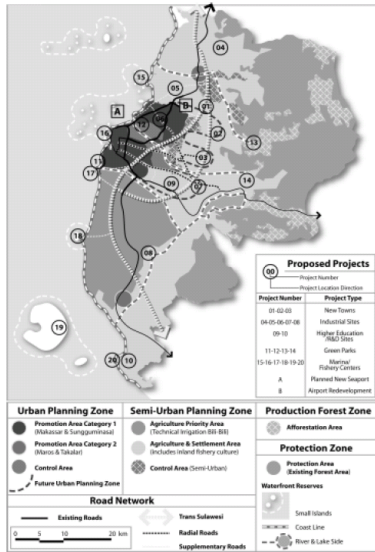 04
15
05
A
B
01
06
16
02
13
03
11
17
09
07
14
18
08
19
20
10
Proposed Projects
00
Project Number
Project Location Direction
Project Number Project Type
01-02-03 New Towns
04-05-06-07-08 Industrial Sites
09-10 Higher Education
/R&D Sites
11-12-13-14 Green Parks
15-16-17-18-19-20 Marina/
Fishery Centers
A Planned New Seaport
B Airport Redevelopment
Urban Planning Zone
Promotion Area Category 1
(Makassar & Sungguminasa)
Promotion Area Category 2
(Maros & Takalar)
Control Area
Future Urban Planning Zone
Semi-Urban Planning Zone
Agriculture Priority Area
(Technical Irrigation Bili-Bili)
Agriculture & Settlement Area
(includes inland fishery culture)
Control Area (Semi-Urban)
Production Forest Zone
Afforestation Area
Protection Zone
Protection Area
(Existing Forest Area)
Waterfront Reserves
Small Islands
Coast Line
River & Lake Side
Road Network
Existing Roads
Trans Sulawesi
Radial Roads
Supplementary Roads
0 5 10 20 km